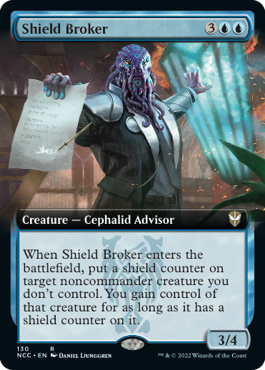 Shield Broker 3
Creature — Cephalid Advisor
When Shield Broker enters the
battlefield, put a shield counter on
target noncommander creature you
don't control. You gain control of
that creature for as long as it has a
shield counter on it.
3/4
130 R
NCC • EN DANIEL LJUNGGREN
™ & © 2022 Wizards of the Coast